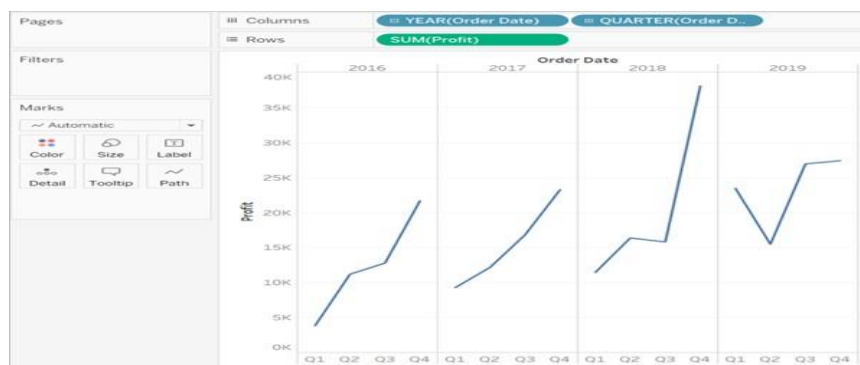 Pages
Columns
YEAR(Order Date)
QUARTER(Order D..
Rows
SUM(Profit)
Filters
Marks
Automatic
Color
Size
Label
Detail
Tooltip
Path
Order Date
2016
2017
2018
2019
Profit
40K
35K
30K
25K
20K
15K
10K
5K
0K
Q1 Q2 Q3 Q4 Q1 Q2 Q3 Q4 Q1 Q2 Q3 Q4 Q1 Q2 Q3 Q4